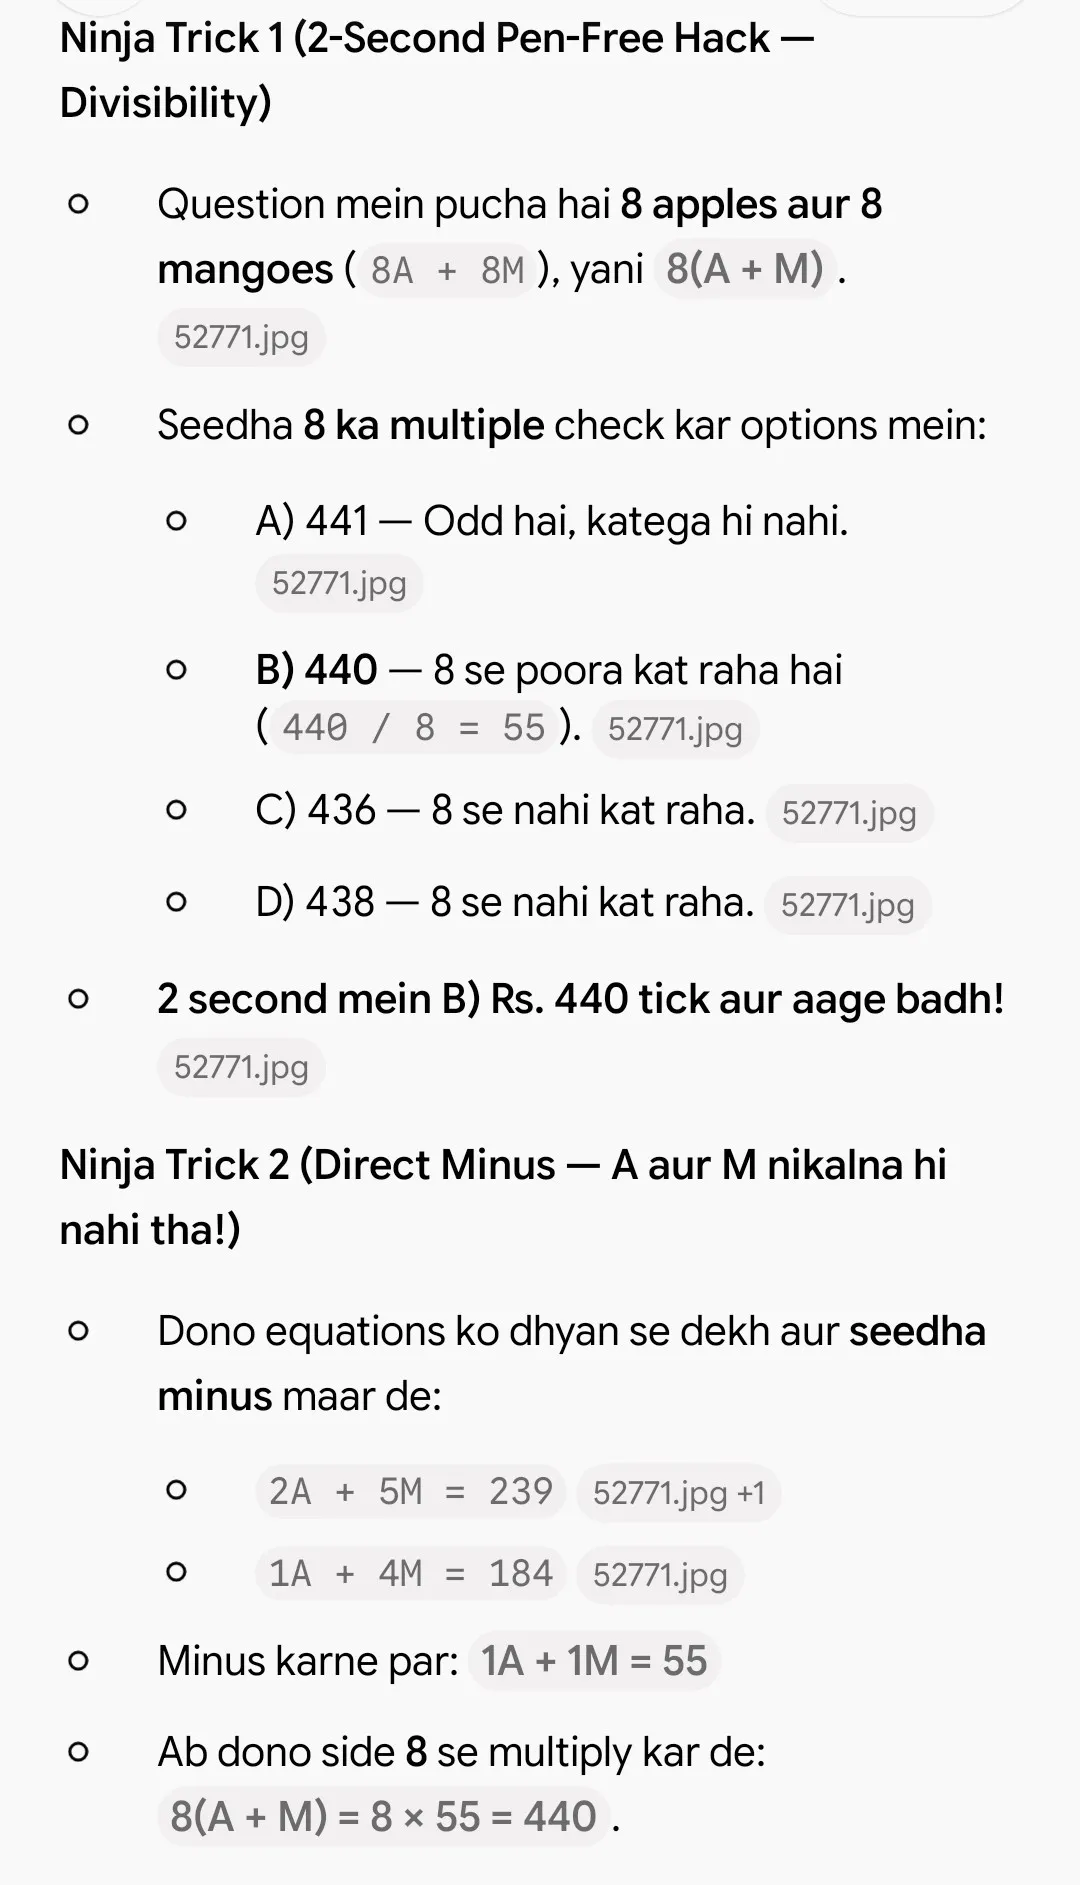 Ninja Trick 1 (2-Second Pen-Free Hack —
Divisibility)
Question mein pucha hai 8 apples aur 8
mangoes ( 8A + 8M ), yani 8(A + M) .
52771.jpg
Seedha 8 ka multiple check kar options mein:
A) 441 — Odd hai, katega hi nahi.
52771.jpg
B) 440 — 8 se poora kat raha hai
( 440 / 8 = 55 ). 52771.jpg
C) 436 — 8 se nahi kat raha. 52771.jpg
D) 438 — 8 se nahi kat raha. 52771.jpg
2 second mein B) Rs. 440 tick aur aage badh!
52771.jpg
Ninja Trick 2 (Direct Minus — A aur M nikalna hi
nahi tha!)
Dono equations ko dhyan se dekh aur seedha
minus maar de:
2A + 5M = 239 52771.jpg +1
1A + 4M = 184 52771.jpg
Minus karne par: 1A + 1M = 55
Ab dono side 8 se multiply kar de:
8(A + M) = 8 × 55 = 440 .